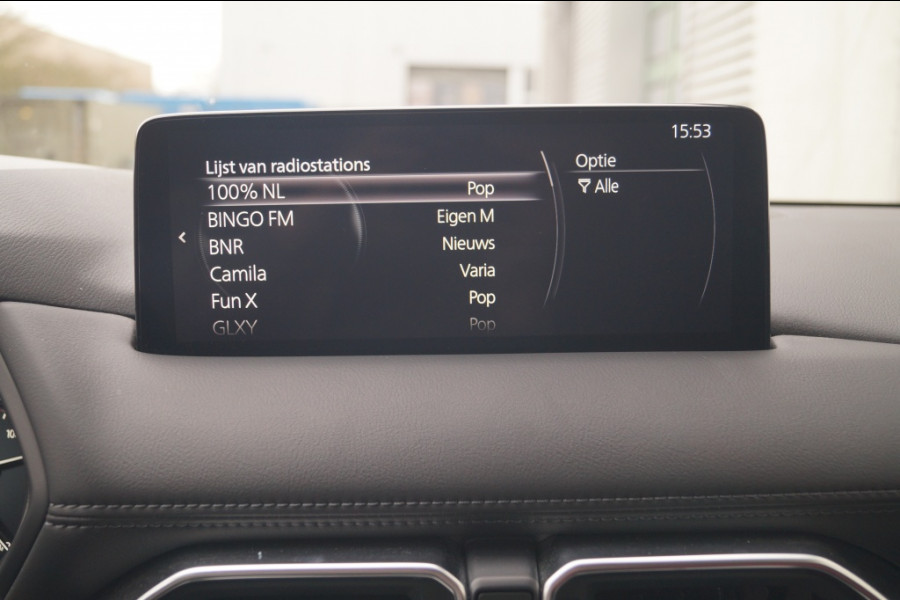 15:53
Lijst van radiostations
Optie
100% NL Pop
Alle
BINGO FM Eigen M
BNR Nieuws
Camila Varia
Fun X Pop
GLXY Pop